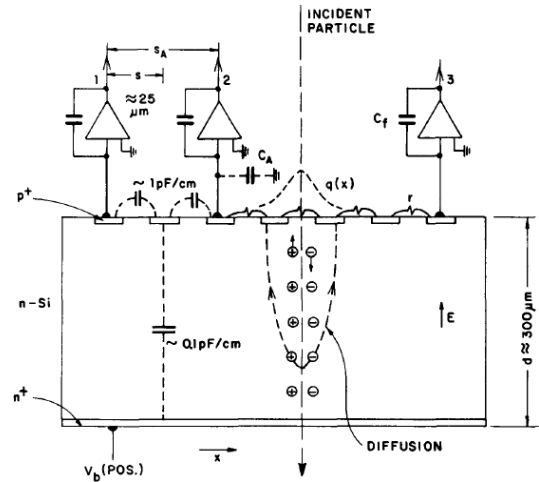 INCIDENT
PARTICLE
S_A
1
s
2
3
≈25
μm
C_f
C_A
q(x)
~ 1pF/cm
r
p+
n-Si
+ −
+ −
+ −
+ −
+ −
E
d ≈ 300μm
~ 0.1pF/cm
n+
DIFFUSION
x
V_b (POS.)